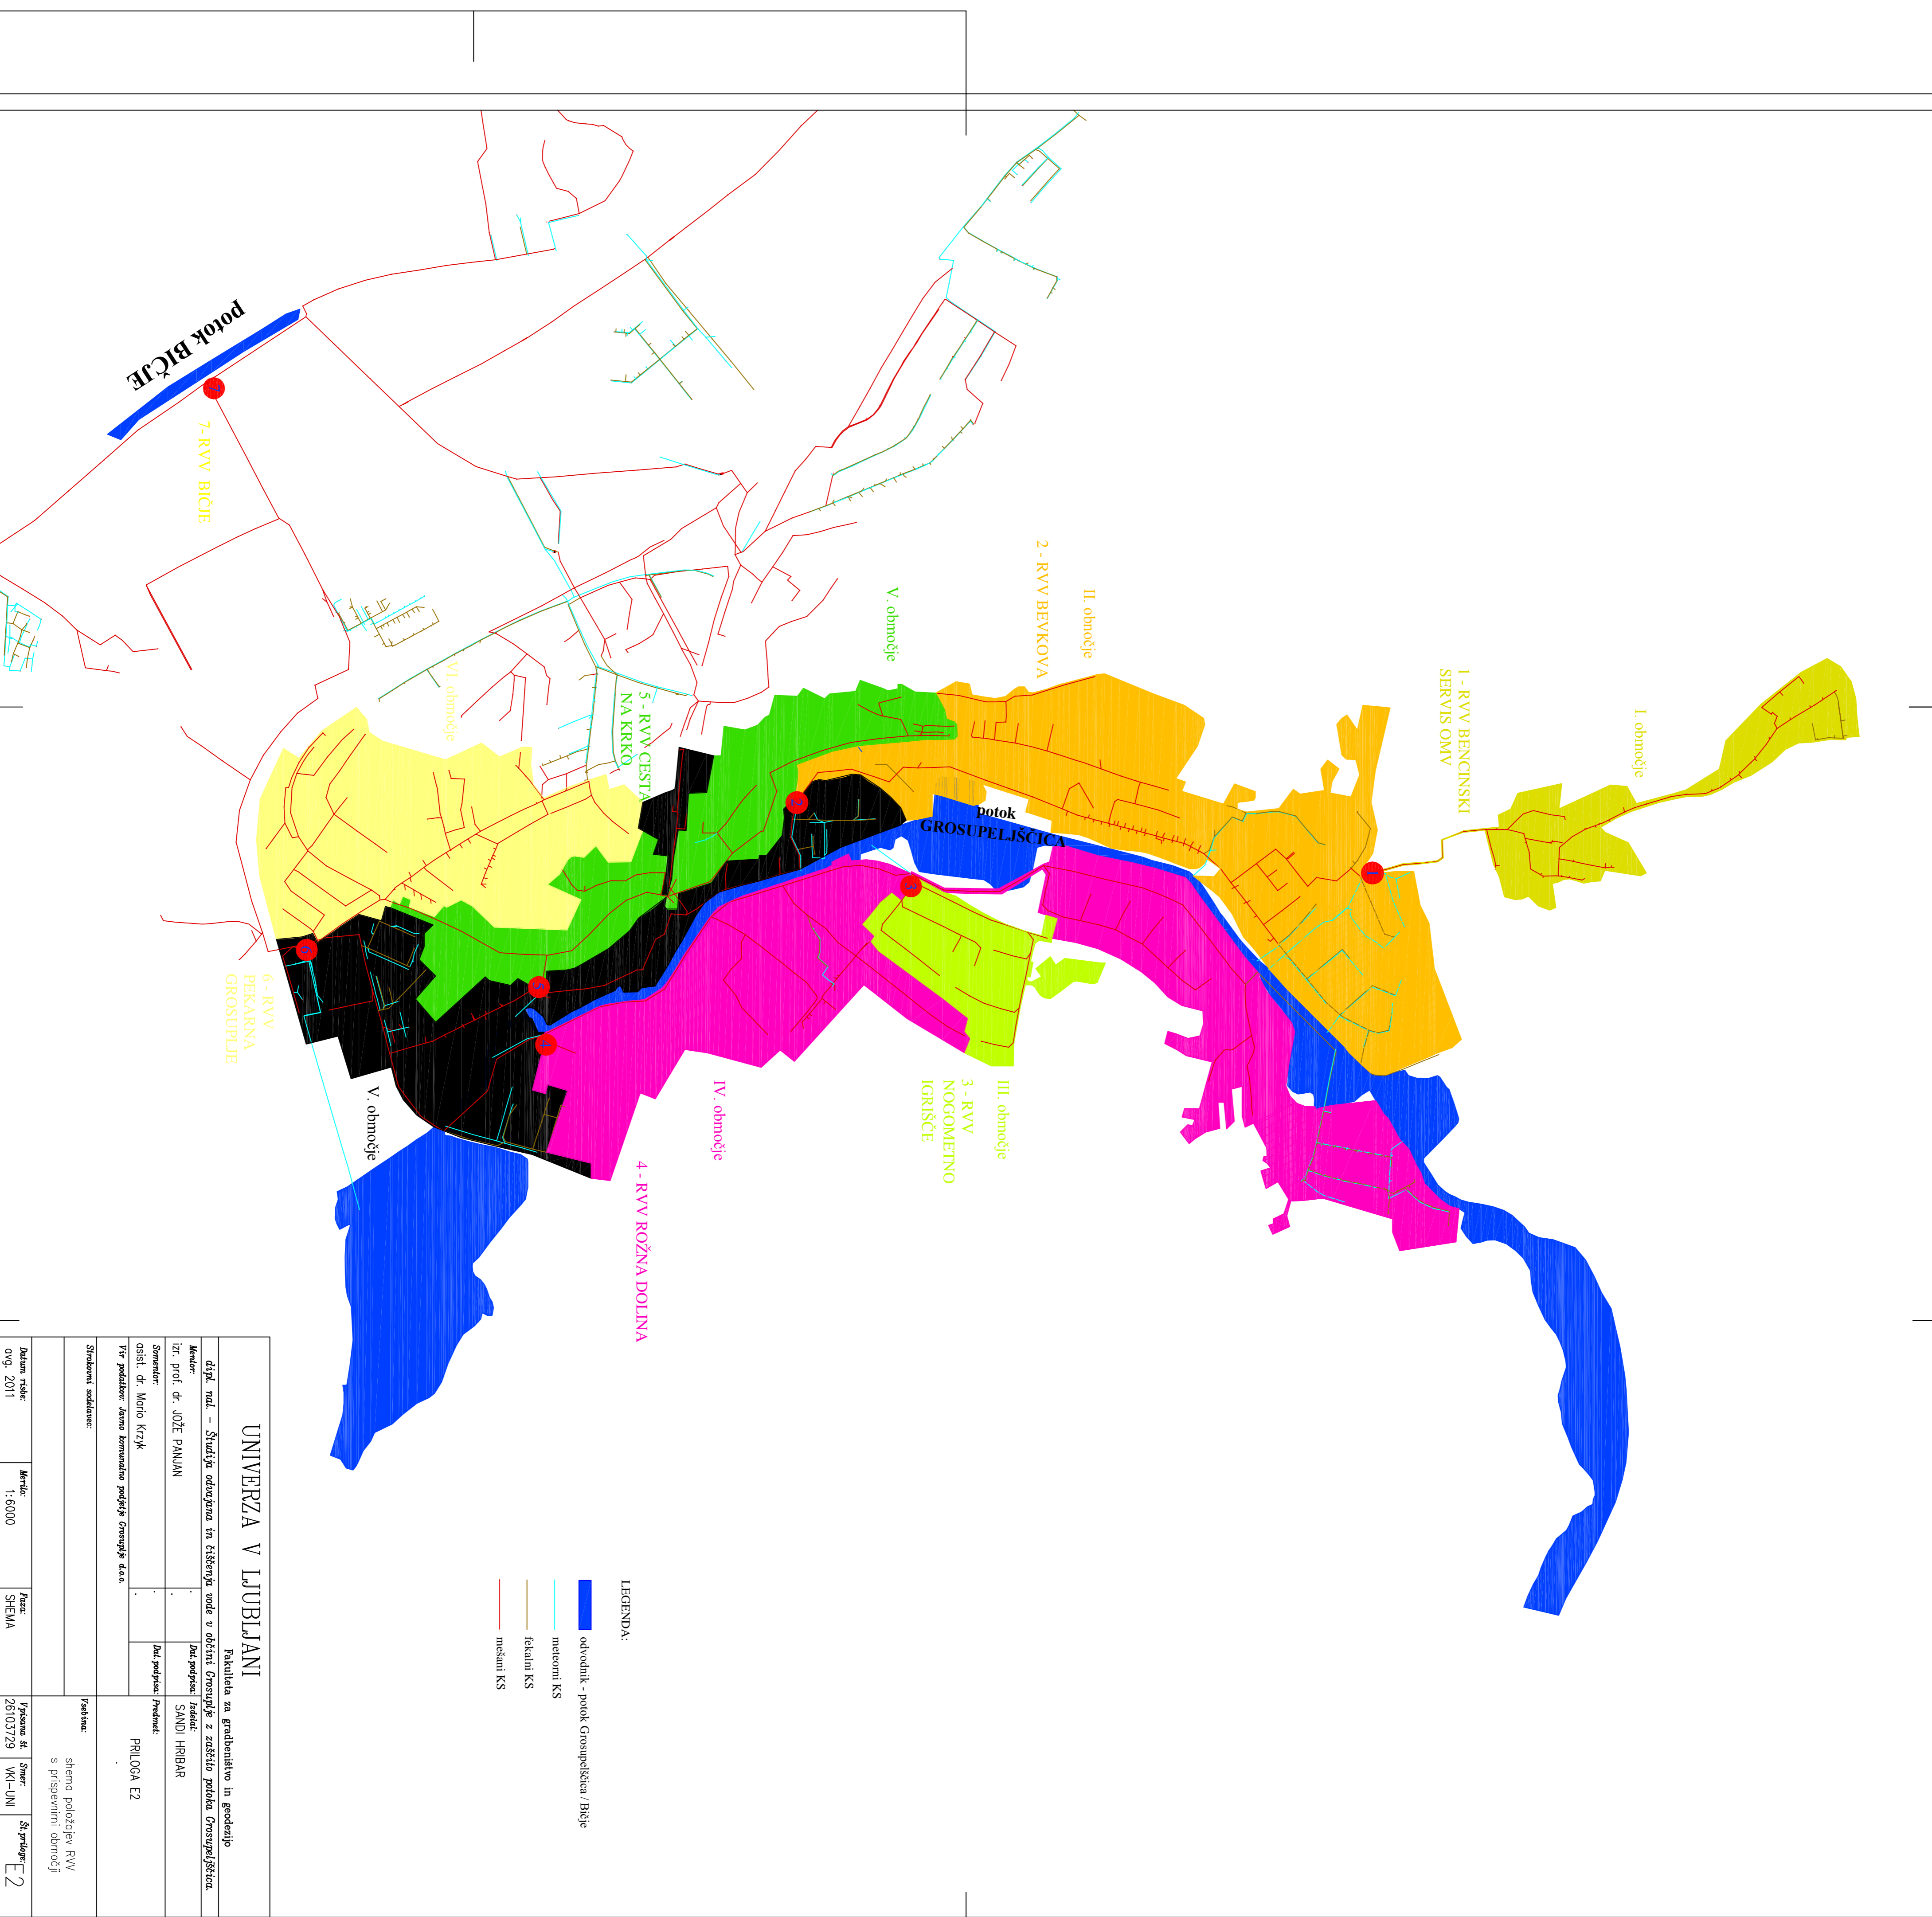 potok BIČJE
7- RVV BIČJE
I. območje
1 - RVV BENCINSKI
SERVIS OMV
II. obnočje
2 - RVV BEVKOVA
V. območje
5 - RVV CESTA
NA KRKO
VI. območje
potok
GROSUPELJŠČICA
III. območje
3 - RVV
NOGOMETNO
IGRIŠČE
IV. območje
4 - RVV ROŽNA DOLINA
V. območje
6 - RVV
PEKARNA
GROSUPLJE
LEGENDA:
odvodnik - potok Grosupelščica / Bičje
meteorni KS
fekalni KS
mešani KS
UNIVERZA V LJUBLJANI
Fakulteta za gradbeništvo in geodezijo
dipl. nal. - Študija odvajana in čiščenja vode v občini Grosuplje z zaščito potoka Grosupeljščica.
Mentor:
izr. prof. dr. JOŽE PANJAN
Dat.podpisa:
Izdelal:
SANDI HRIBAR
Somentor:
asist. dr. Mario Krzyk
Dat.podpisa:
Predmet:
PRILOGA E2
Vir podatkov: Javno komunalno podjetje Grosuplje d.o.o.
Strokovni sodelavec:
Vsebina:
shema položajev RVV
s prispevnimi območji
Datum risbe:
avg. 2011
Merilo:
1:6000
Faza:
SHEMA
Vpisana št.
26103729
Smer:
VKI-UNI
Št.priloge:
E2